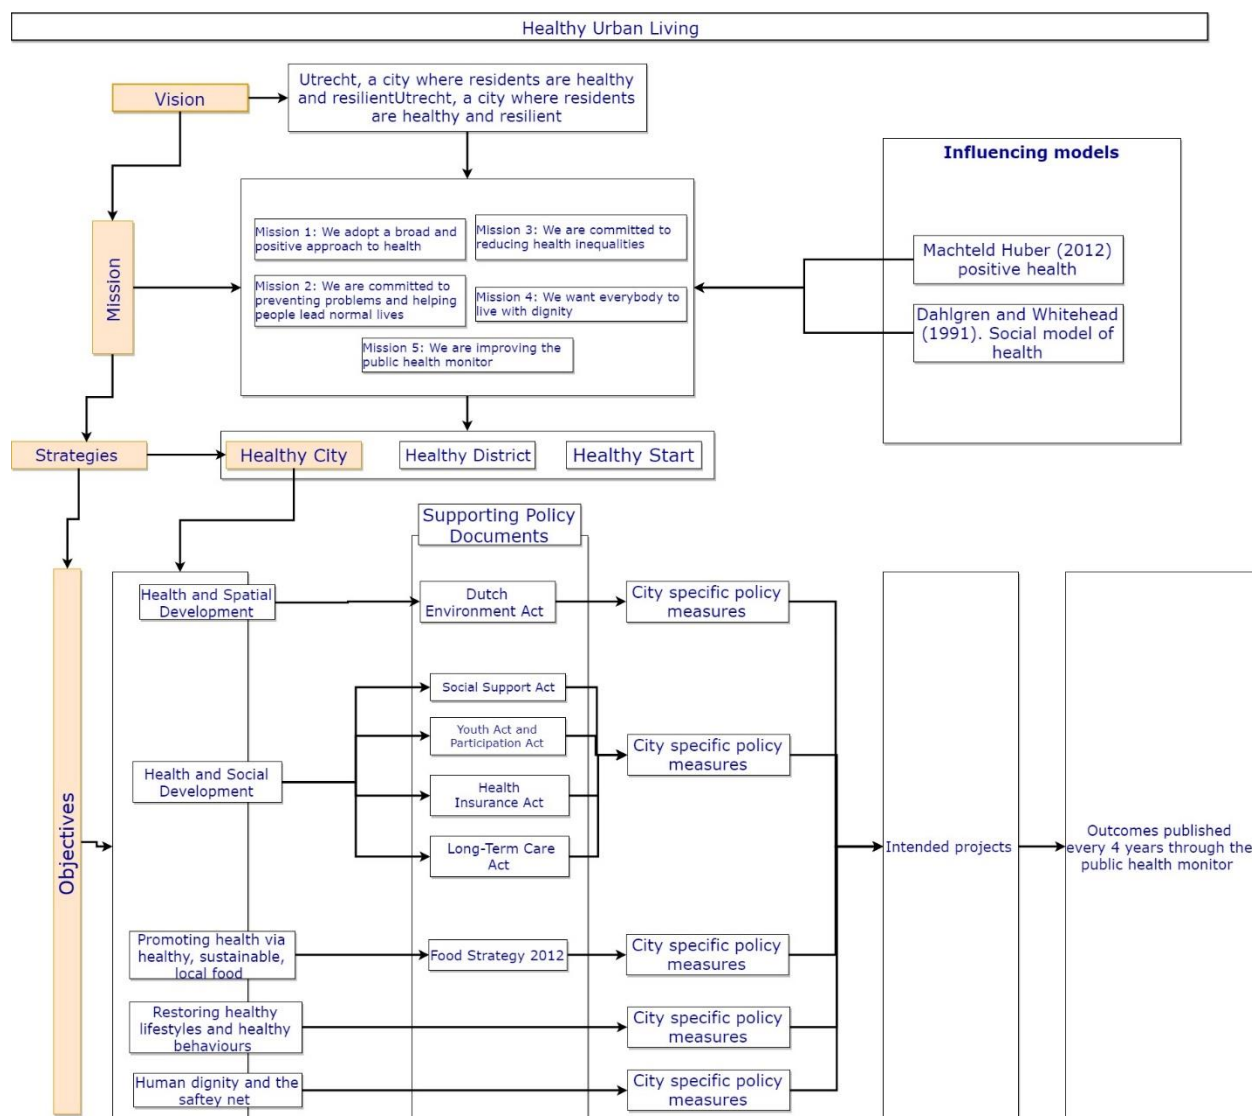 Healthy Urban Living
Vision
Utrecht, a city where residents are healthy
and resilientUtrecht, a city where residents
are healthy and resilient
Influencing models
Mission
Mission 1: We adopt a broad and
positive approach to health
Mission 3: We are committed to
reducing health inequalities
Mission 2: We are committed to
preventing problems and helping
people lead normal lives
Mission 4: We want everybody to
live with dignity
Mission 5: We are improving the
public health monitor
Machteld Huber (2012)
positive health
Dahlgren and Whitehead
(1991). Social model of
health
Strategies
Healthy City
Healthy District
Healthy Start
Supporting Policy
Documents
Objectives
Health and Spatial
Development
Dutch
Environment Act
City specific policy
measures
Health and Social
Development
Social Support Act
Youth Act and
Participation Act
Health
Insurance Act
Long-Term Care
Act
City specific policy
measures
Intended projects
Outcomes published
every 4 years through the
public health monitor
Promoting health via
healthy, sustainable,
local food
Food Strategy 2012
City specific policy
measures
Restoring healthy
lifestyles and healthy
behaviours
City specific policy
measures
Human dignity and the
saftey net
City specific policy
measures